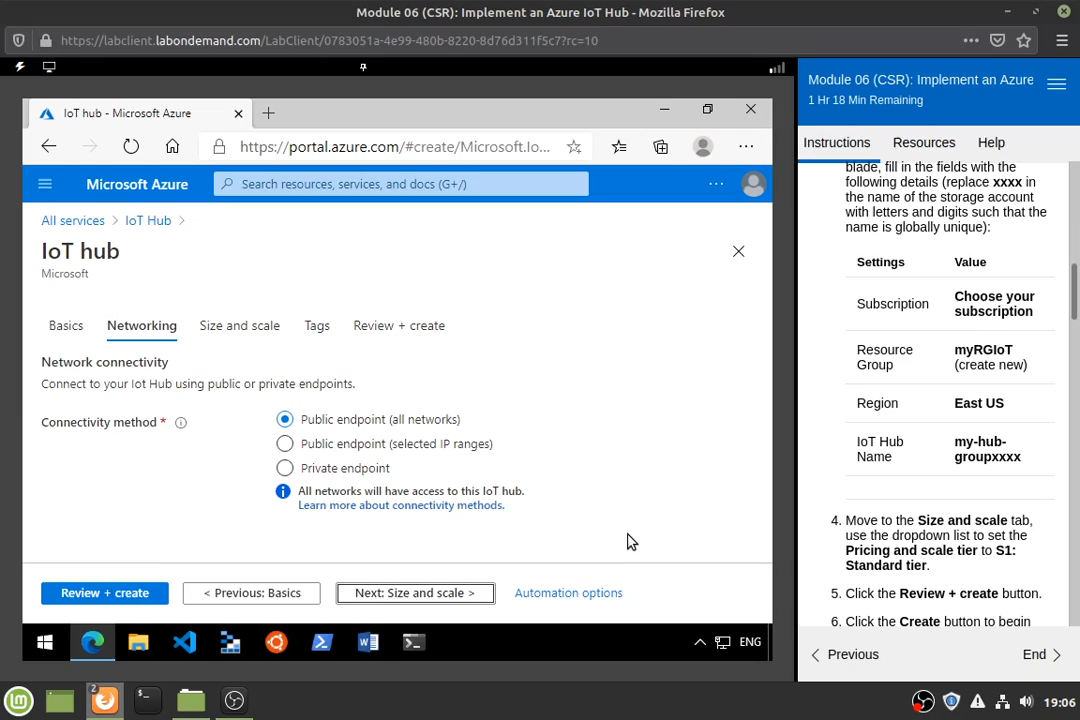 Module 06 (CSR): Implement an Azure IoT Hub - Mozilla Firefox
https://labclient.labondemand.com/LabClient/0783051a-4e99-480b-8220-8d76d311f5c7?rc=10
IoT hub - Microsoft Azure
https://portal.azure.com/#create/Microsoft.Io...
Microsoft Azure
Search resources, services, and docs (G+/)
All services > IoT Hub >
IoT hub
Microsoft
Basics Networking Size and scale Tags Review + create
Network connectivity
Connect to your Iot Hub using public or private endpoints.
Connectivity method *
Public endpoint (all networks)
Public endpoint (selected IP ranges)
Private endpoint
All networks will have access to this IoT hub.
Learn more about connectivity methods.
Review + create
< Previous: Basics
Next: Size and scale >
Automation options
ENG
Module 06 (CSR): Implement an Azure
1 Hr 18 Min Remaining
Instructions Resources Help
blade, fill in the fields with the
following details (replace xxxx in
the name of the storage account
with letters and digits such that the
name is globally unique):
Settings Value
Subscription Choose your
subscription
Resource
Group
myRGIoT
(create new)
Region East US
IoT Hub
Name
my-hub-
groupxxxx
4. Move to the Size and scale tab,
use the dropdown list to set the
Pricing and scale tier to S1:
Standard tier.
5. Click the Review + create button.
6. Click the Create button to begin
Previous
End
2
19:06